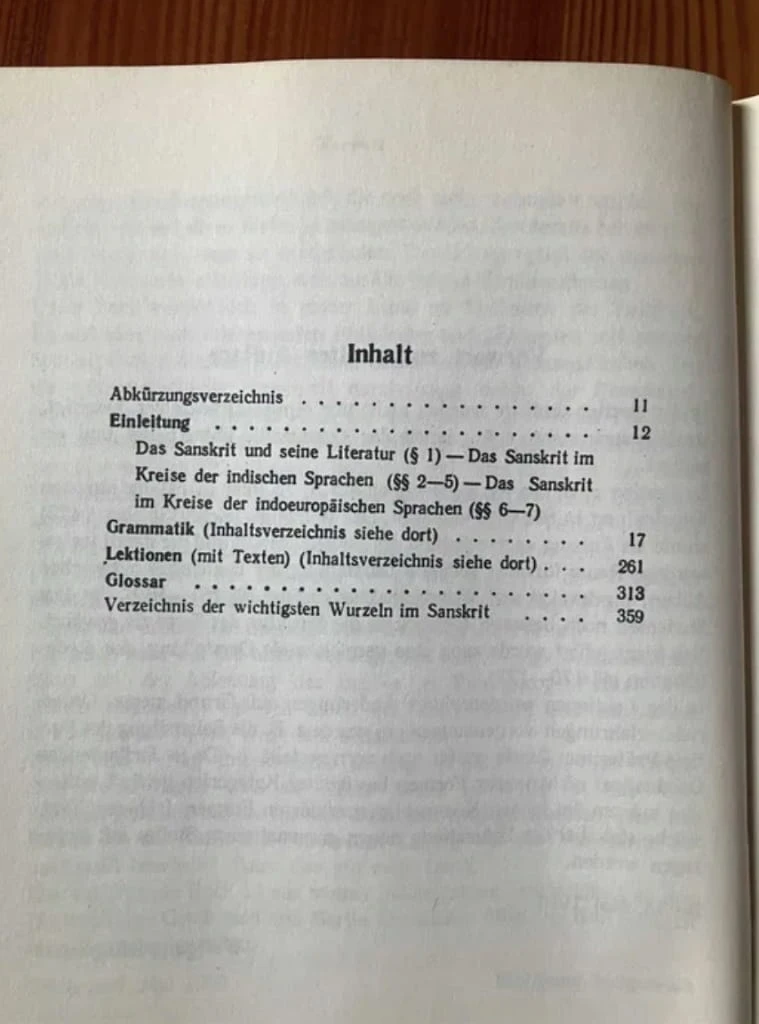 Inhalt
Abkürzungsverzeichnis . . . . . . . . . . . . . . . . . 11
Einleitung . . . . . . . . . . . . . . . . . . . . . . 12
Das Sanskrit und seine Literatur (§ 1) — Das Sanskrit im
Kreise der indischen Sprachen (§§ 2—5) — Das Sanskrit
im Kreise der indoeuropäischen Sprachen (§§ 6—7)
Grammatik (Inhaltsverzeichnis siehe dort) . . . . . . . . 17
Lektionen (mit Texten) (Inhaltsverzeichnis siehe dort) . . . 261
Glossar . . . . . . . . . . . . . . . . . . . . . . . 313
Verzeichnis der wichtigsten Wurzeln im Sanskrit . . . . 359